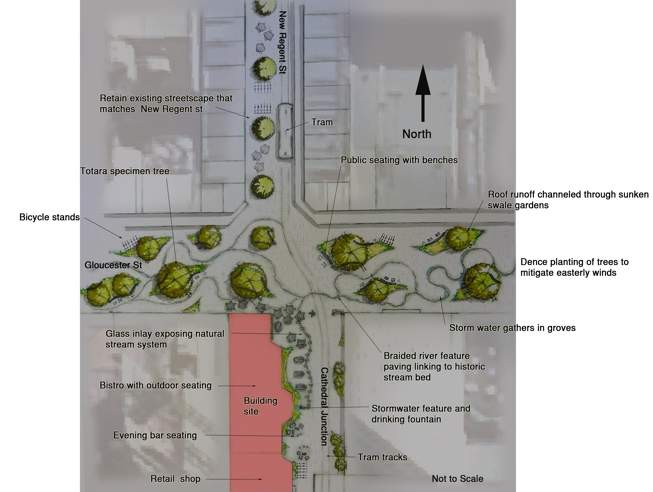 New Regent St
Retain existing streetscape that
matches New Regent st
Tram
North
Public seating with benches
Totara specimen tree
Roof runoff channeled through sunken
swale gardens
Bicycle stands
Gloucester St
Dence planting of trees to
mitigate easterly winds
Storm water gathers in groves
Glass inlay exposing natural
stream system
Braided river feature
paving linking to historic
stream bed
Bistro with outdoor seating
Building
site
Cathedral Junction
Stormwater feature and
drinking fountain
Evening bar seating
Tram tracks
Retail shop
Not to Scale